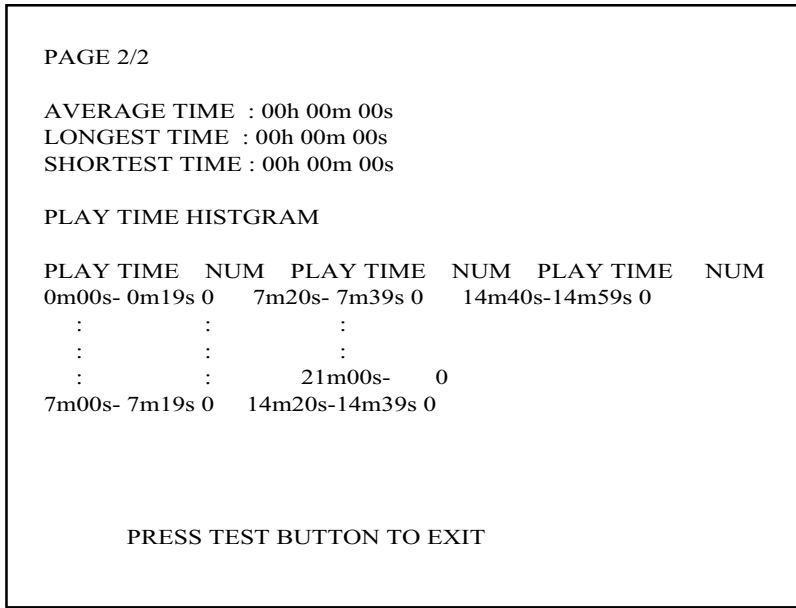 PAGE 2/2
AVERAGE TIME : 00h 00m 00s
LONGEST TIME : 00h 00m 00s
SHORTEST TIME : 00h 00m 00s
PLAY TIME HISTGRAM
PLAY TIME NUM PLAY TIME NUM PLAY TIME NUM
0m00s- 0m19s 0 7m20s- 7m39s 0 14m40s-14m59s 0
: : :
: : :
: : 21m00s- 0
7m00s- 7m19s 0 14m20s-14m39s 0
PRESS TEST BUTTON TO EXIT